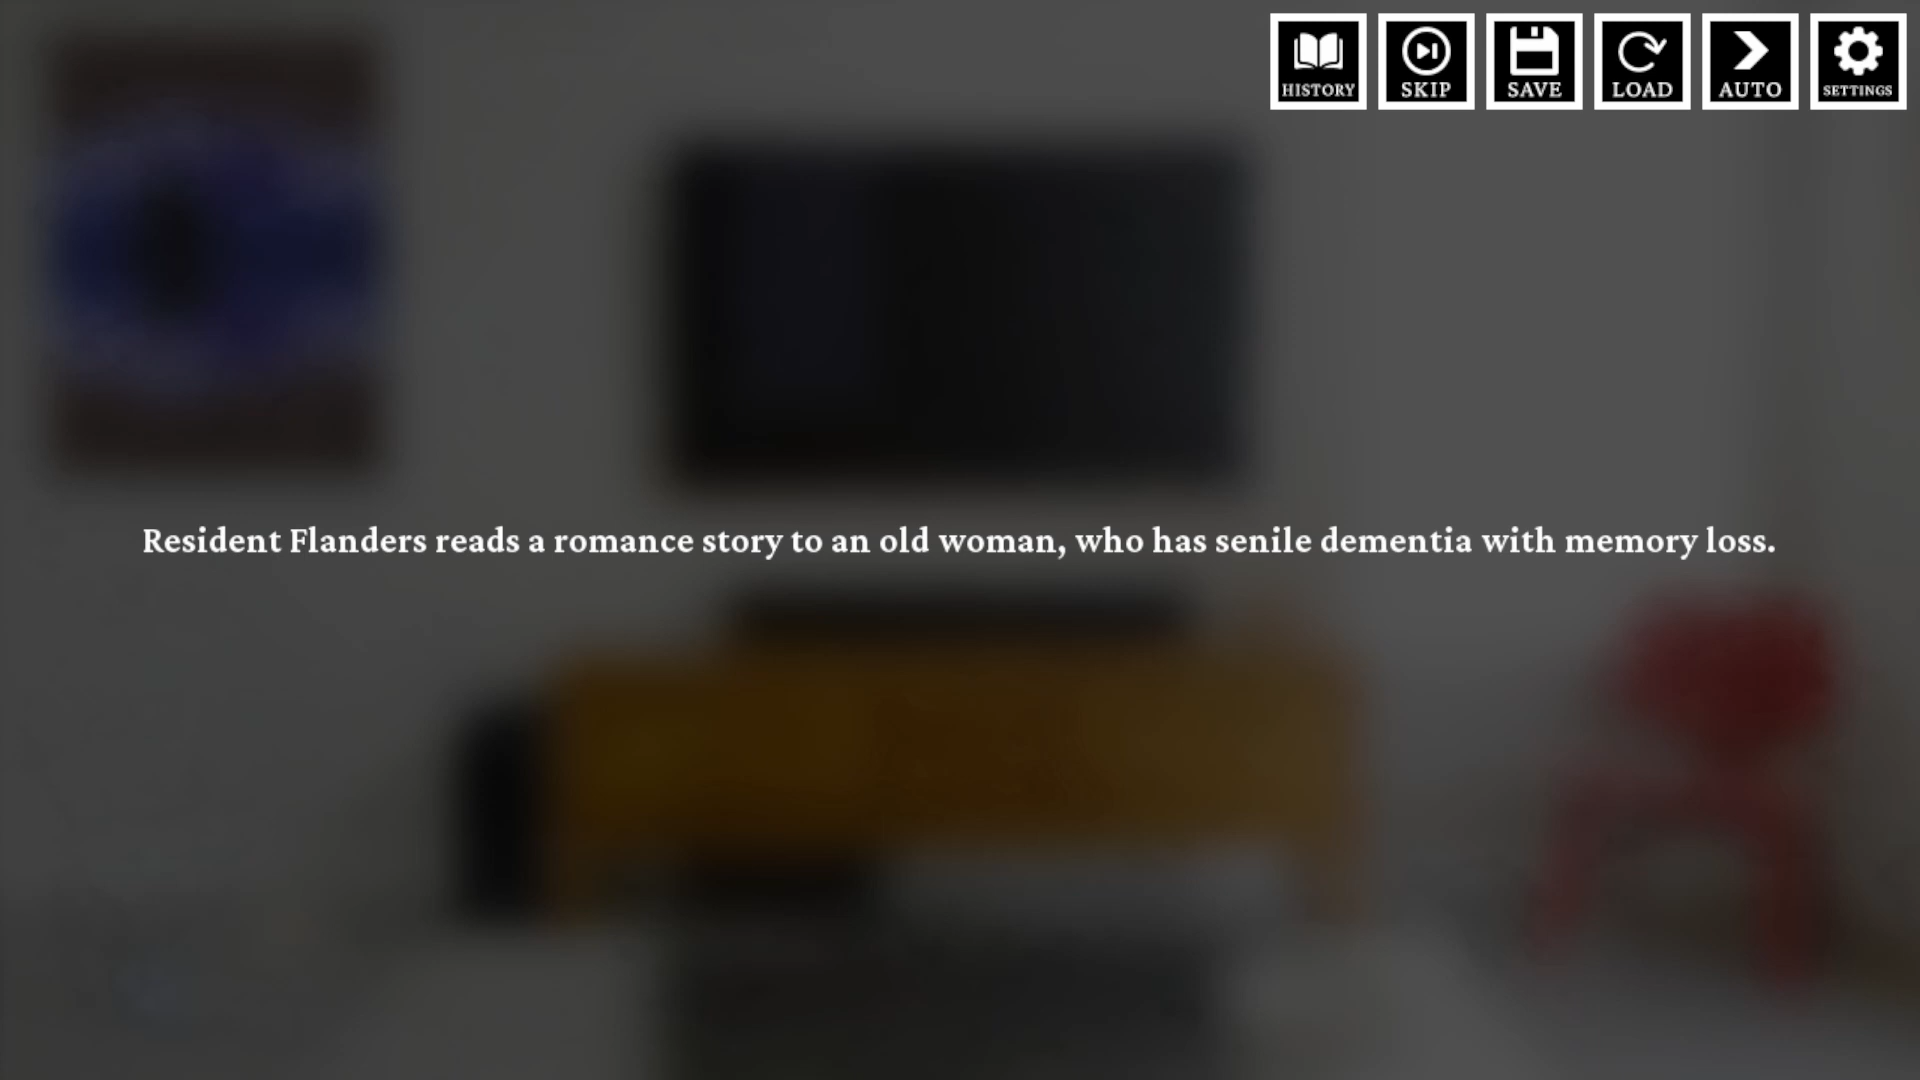 HISTORY SKIP SAVE LOAD AUTO SETTINGS
Resident Flanders reads a romance story to an old woman, who has senile dementia with memory loss.